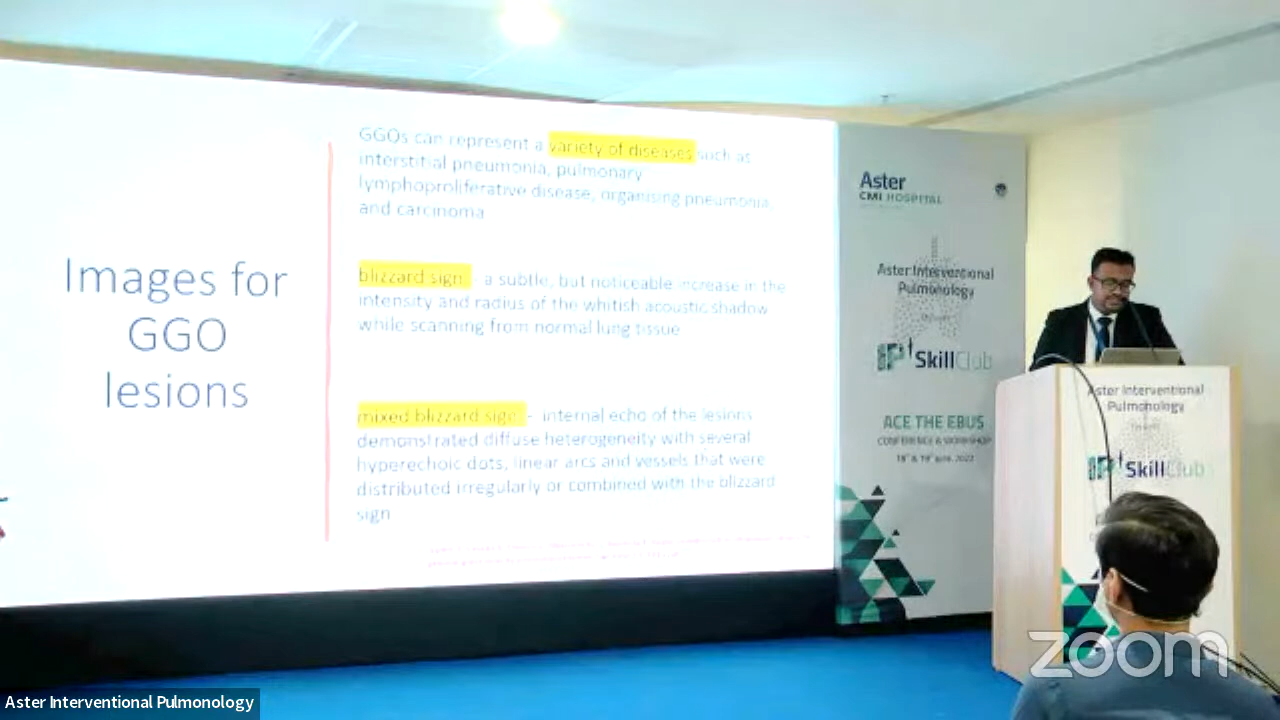 Images for
GGO
lesions
GGOs can represent a variety of diseases such as
interstitial pneumonia, pulmonary
lymphoproliferative disease, organising pneumonia,
and carcinoma
blizzard sign - a subtle, but noticeable increase in the
intensity and radius of the whitish acoustic shadow
while scanning from normal lung tissue
mixed blizzard sign - internal echo of the lesions
demonstrated diffuse heterogeneity with several
hyperechoic dots, linear arcs and vessels that were
distributed irregularly or combined with the blizzard
sign
Aster
CMI HOSPITAL
Aster Interventional
Pulmonology
IP SkillClub
ACE THE EBUS
CONFERENCE & WORKSHOP
Aster Interventional
Pulmonology
IP SkillClub
zoom
Aster Interventional Pulmonology